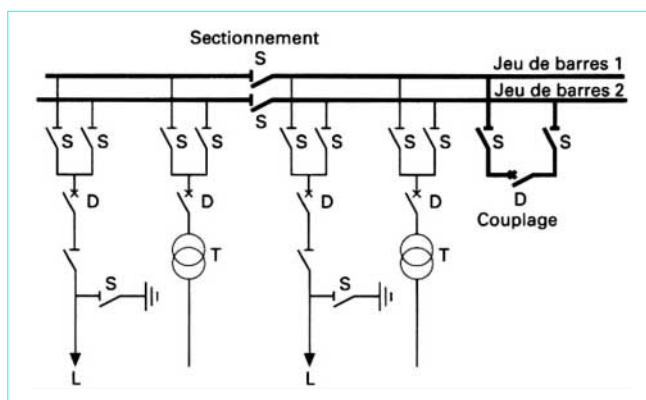 Sectionnement
S
Jeu de barres 1
Jeu de barres 2
S
S S S S S S S S S S
D D D D
D
Couplage
T T
S S
L L